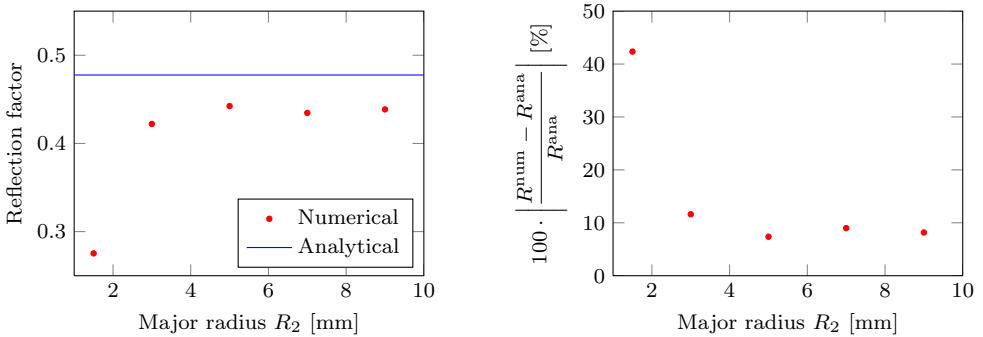 0.5
0.4
0.3
Reflection factor
Numerical
Analytical
2 4 6 8 10
Major radius R₂ [mm]
50
40
30
20
10
0
100 · |R^num − R^ana / R^ana| [%]
2 4 6 8 10
Major radius R₂ [mm]